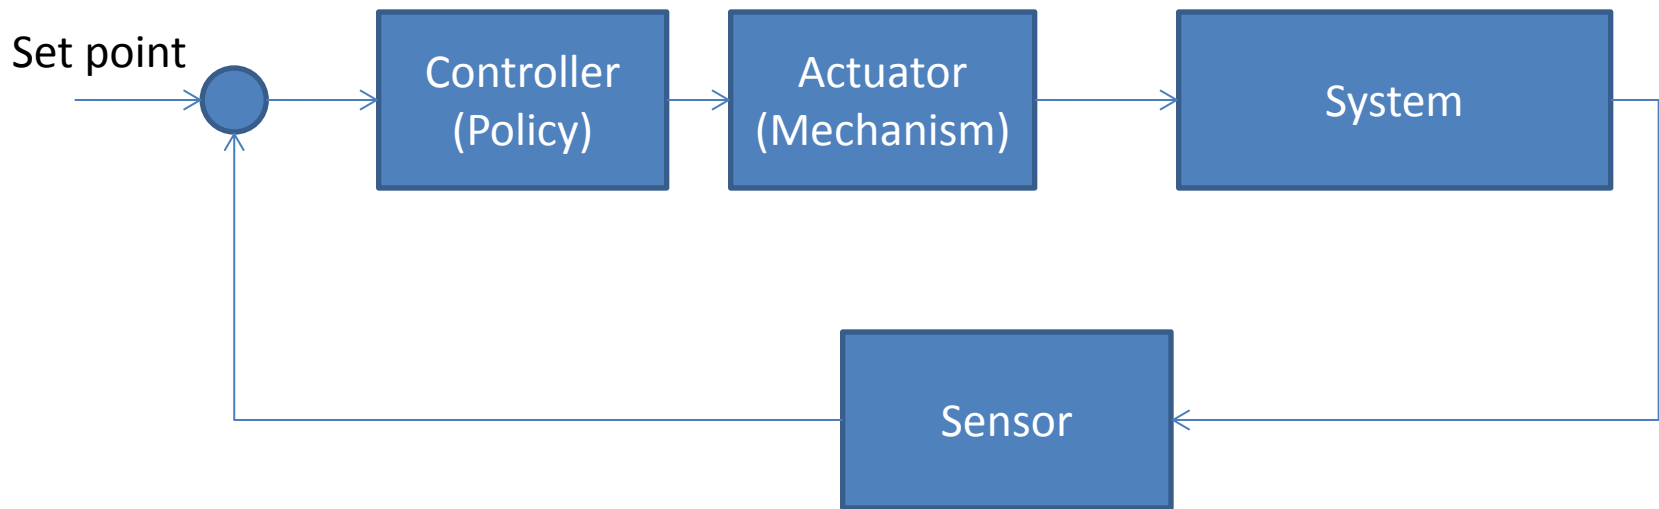 Set point
Controller
(Policy)
Actuator
(Mechanism)
System
Sensor